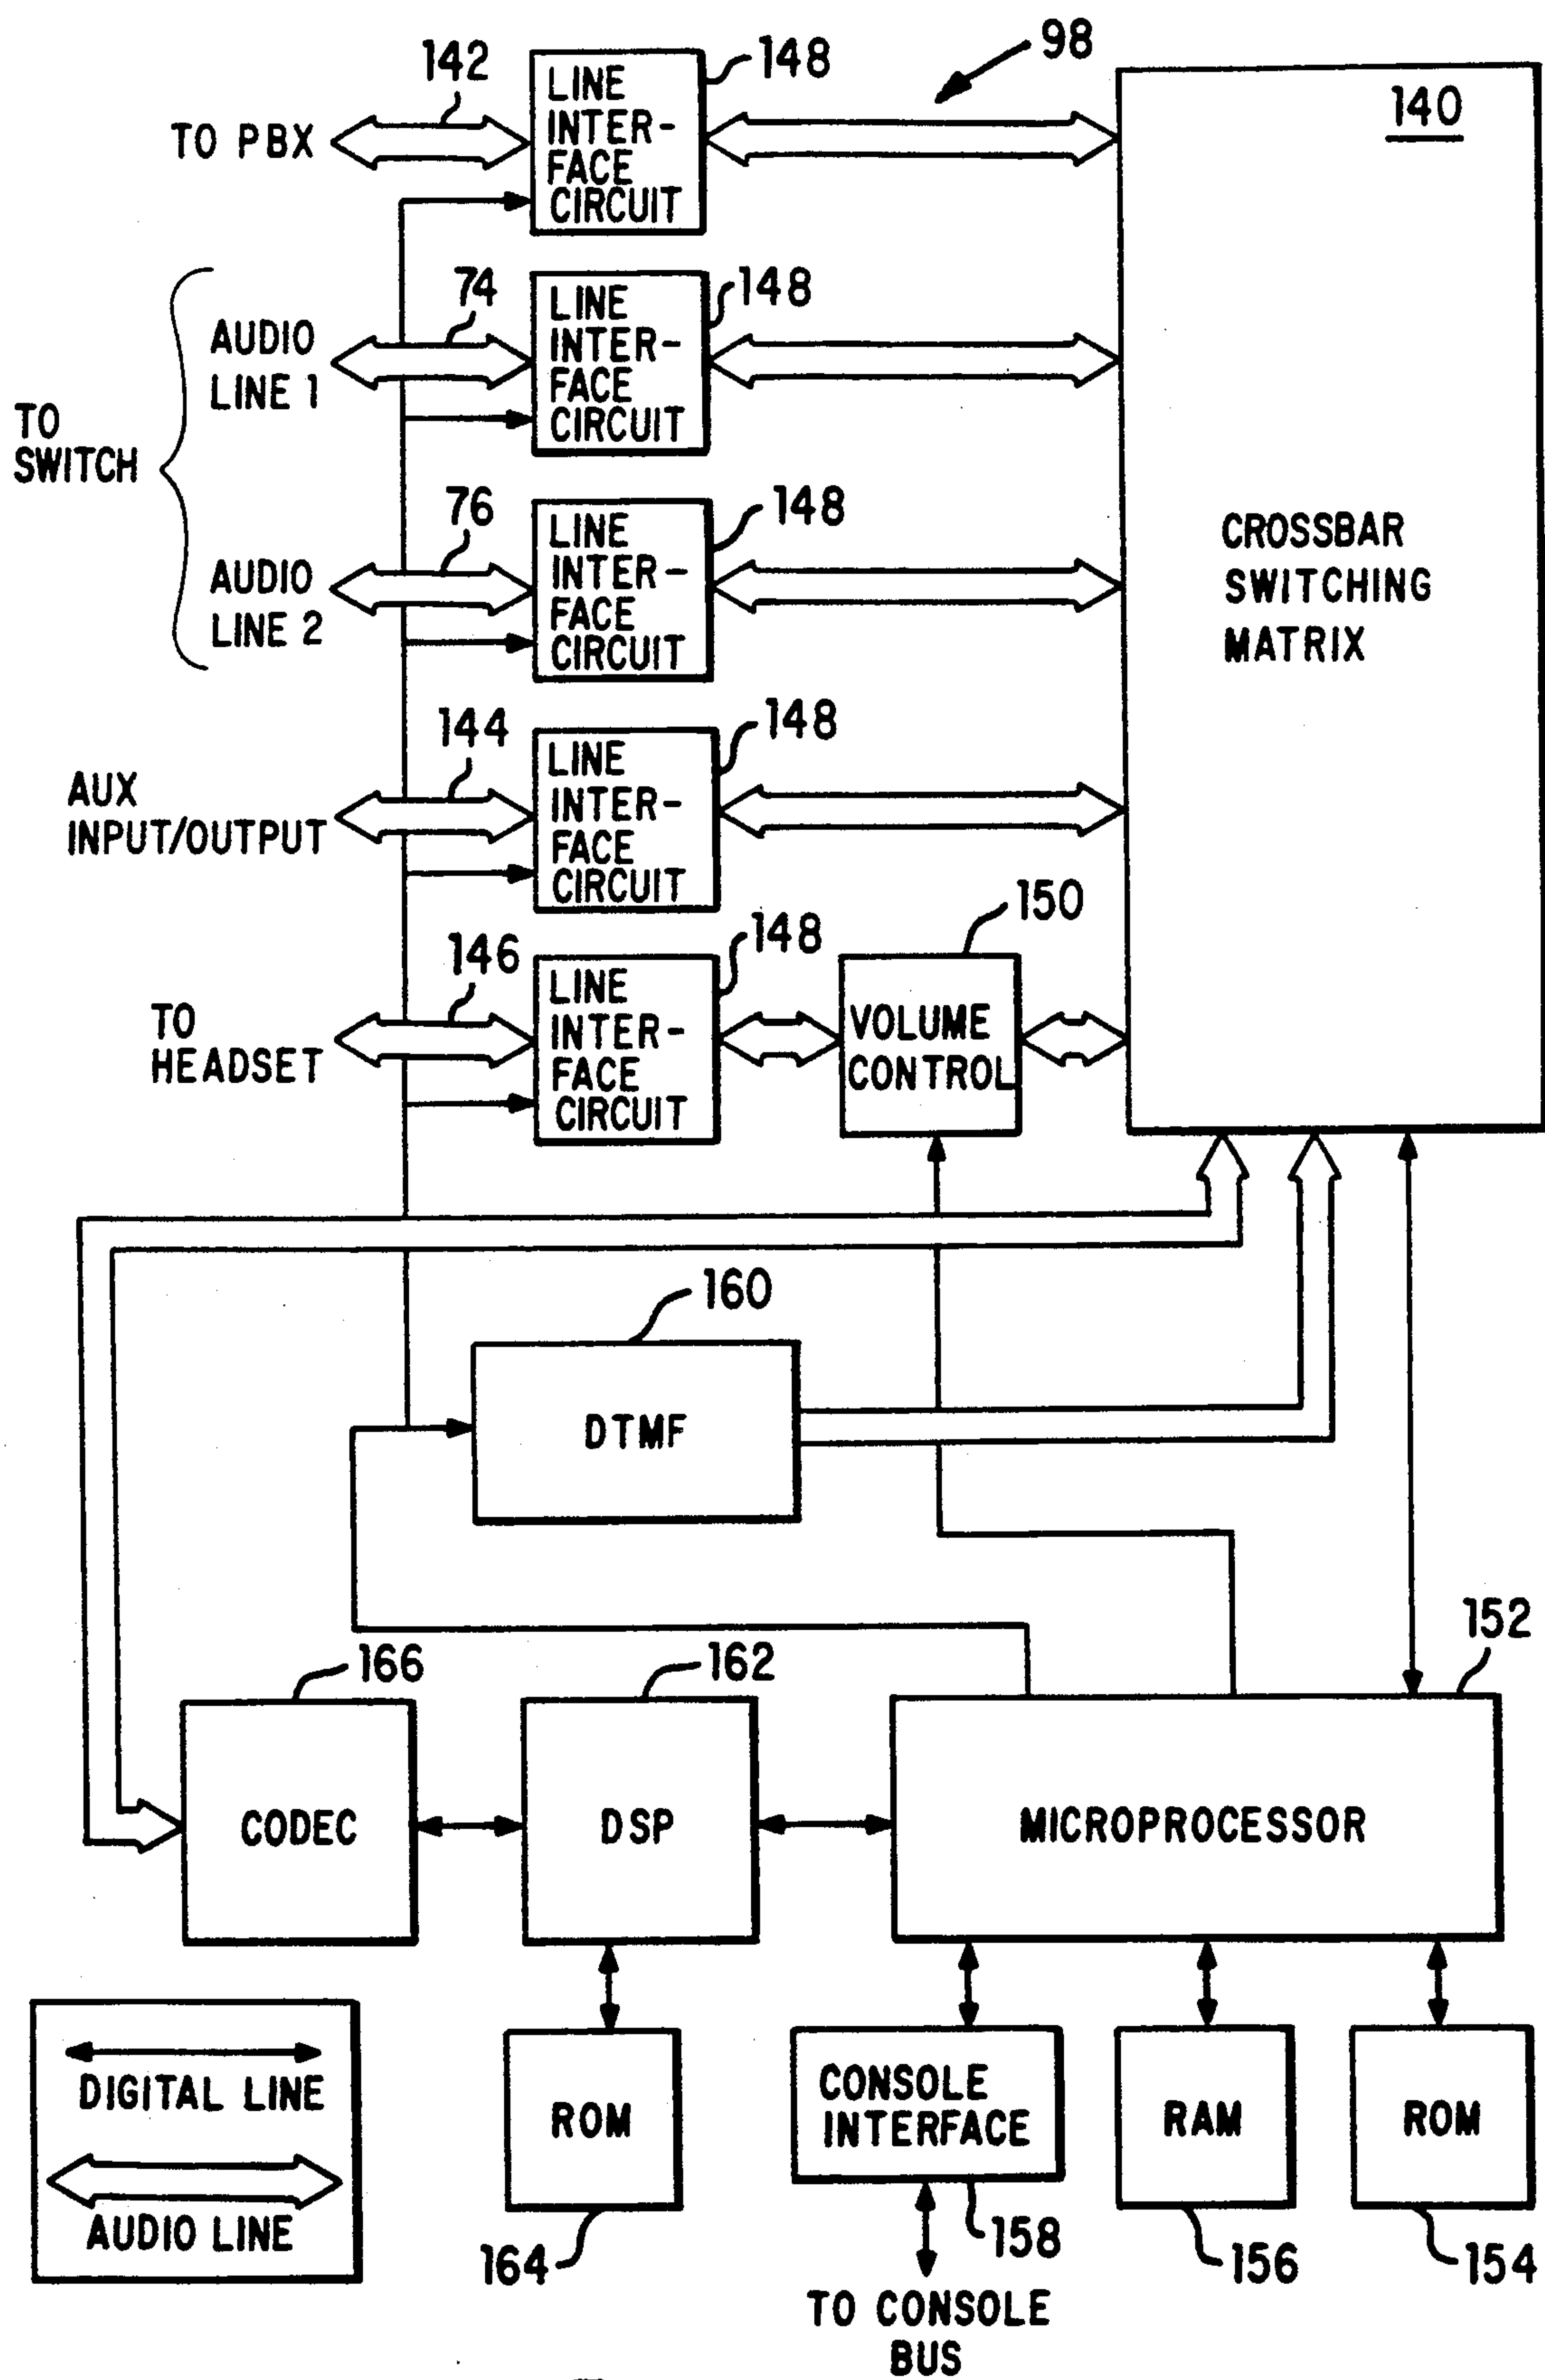 98
142
148
140
TO PBX
LINE
INTER-
FACE
CIRCUIT
74
148
AUDIO
LINE 1
LINE
INTER-
FACE
CIRCUIT
TO
SWITCH
76
148
AUDIO
LINE 2
LINE
INTER-
FACE
CIRCUIT
CROSSBAR
SWITCHING
MATRIX
144
148
AUX
INPUT/OUTPUT
LINE
INTER-
FACE
CIRCUIT
146
148
150
TO
HEADSET
LINE
INTER-
FACE
CIRCUIT
VOLUME
CONTROL
160
DTMF
166
162
152
CODEC
DSP
MICROPROCESSOR
DIGITAL LINE
AUDIO LINE
ROM
CONSOLE
INTERFACE
RAM
ROM
164
158
156
154
TO CONSOLE
BUS